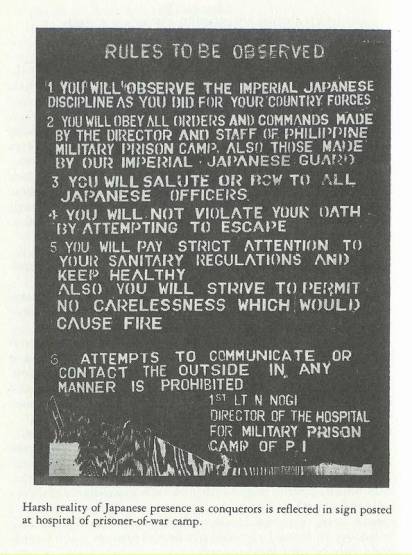 RULES TO BE OBSERVED
1 YOU WILL OBSERVE THE IMPERIAL JAPANESE
DISCIPLINE AS YOU DID FOR YOUR COUNTRY FORCES
2 YOU WILL OBEY ALL ORDERS AND COMMANDS MADE
BY THE DIRECTOR AND STAFF OF PHILIPPINE
MILITARY PRISON CAMP, ALSO THOSE MADE
BY OUR IMPERIAL JAPANESE GUARD
3 YOU WILL SALUTE OR BOW TO ALL
JAPANESE OFFICERS
4 YOU WILL NOT VIOLATE YOUR OATH
BY ATTEMPTING TO ESCAPE
5 YOU WILL PAY STRICT ATTENTION TO
YOUR SANITARY REGULATIONS AND
KEEP HEALTHY
ALSO YOU WILL STRIVE TO PERMIT
NO CARELESSNESS WHICH WOULD
CAUSE FIRE
6 ATTEMPTS TO COMMUNICATE OR
CONTACT THE OUTSIDE IN ANY
MANNER IS PROHIBITED
1ST LT N NOGI
DIRECTOR OF THE HOSPITAL
FOR MILITARY PRISON
CAMP OF P.I
Harsh reality of Japanese presence as conquerors is reflected in sign posted
at hospital of prisoner-of-war camp.